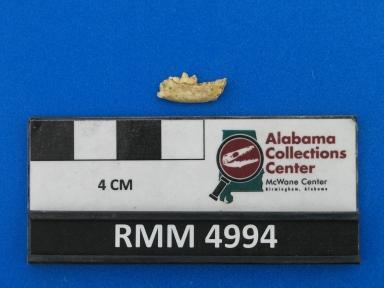 4 CM
Alabama
Collections
Center
McWane Center
Birmingham, Alabama
RMM 4994